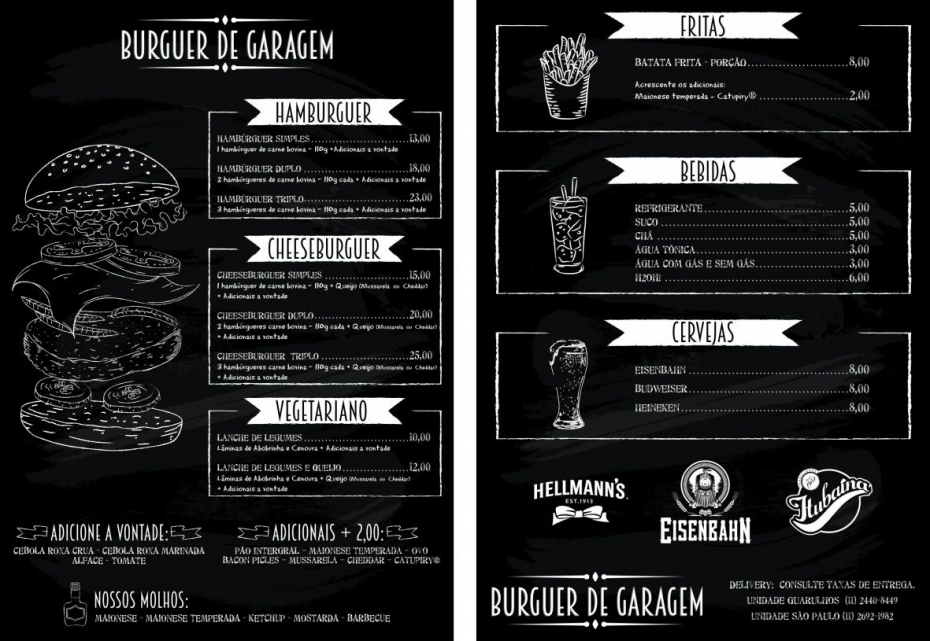 BURGUER DE GARAGEM
HAMBURGUER
HAMBÚRGUER SIMPLES 13,00
1 hambúrguer de carne bovina - 110g +Adicionais a vontade
HAMBÚRGUER DUPLO 18,00
2 hambúrgueres de carne bovina - 110g cada + Adicionais a vontade
HAMBÚRGUER TRIPLO 23,00
3 hambúrgueres de carne bovina - 110g cada + Adicionais a vontade
CHEESEBURGUER
CHEESEBURGUER SIMPLES 15,00
1 hambúrguer de carne bovina - 110g + Queijo (Mussarela ou Cheddar)
+ Adicionais a vontade
CHEESEBURGUER DUPLO 20,00
2 hambúrgueres carne bovina - 110g cada + Queijo (Mussarela ou Cheddar)
+ Adicionais a vontade
CHEESEBURGUER TRIPLO 25,00
3 hambúrgueres carne bovina - 110g cada + Queijo (Mussarela ou Cheddar)
+ Adicionais a vontade
VEGETARIANO
LANCHE DE LEGUMES 10,00
Lâminas de Abobrinha e Cenoura + Adicionais a vontade
LANCHE DE LEGUMES E QUEIJO 12,00
Lâminas de Abobrinha e Cenoura + Queijo (Mussarela ou Cheddar)
+ Adicionais a vontade
ADICIONE A VONTADE:
CEBOLA ROXA CRUA - CEBOLA ROXA MARINADA
ALFACE - TOMATE
ADICIONAIS + 2,00:
PÃO INTERGRAL - MAIONESE TEMPERADA - OVO
BACON PICLES - MUSSARELA - CHEDDAR - CATUPIRY®
NOSSOS MOLHOS:
MAIONESE - MAIONESE TEMPERADA - KETCHUP - MOSTARDA - BARBECUE
FRITAS
BATATA FRITA - PORÇÃO 8,00
Acrescente os adicionais:
Maionese temperada - Catupiry® 2,00
BEBIDAS
REFRIGERANTE 5,00
SUCO 5,00
CHÁ 5,00
ÁGUA TÔNICA 3,00
ÁGUA COM GÁS E SEM GÁS 3,00
H2OH! 6,00
CERVEJAS
EISENBAHN 8,00
BUDWEISER 8,00
HEINEKEN 8,00
HELLMANN'S
EST.1913
EISENBAHN
Itubaína
BURGUER DE GARAGEM
DELIVERY: CONSULTE TAXAS DE ENTREGA.
UNIDADE GUARULHOS (11) 2440-8449
UNIDADE SÃO PAULO (11) 2692-1982